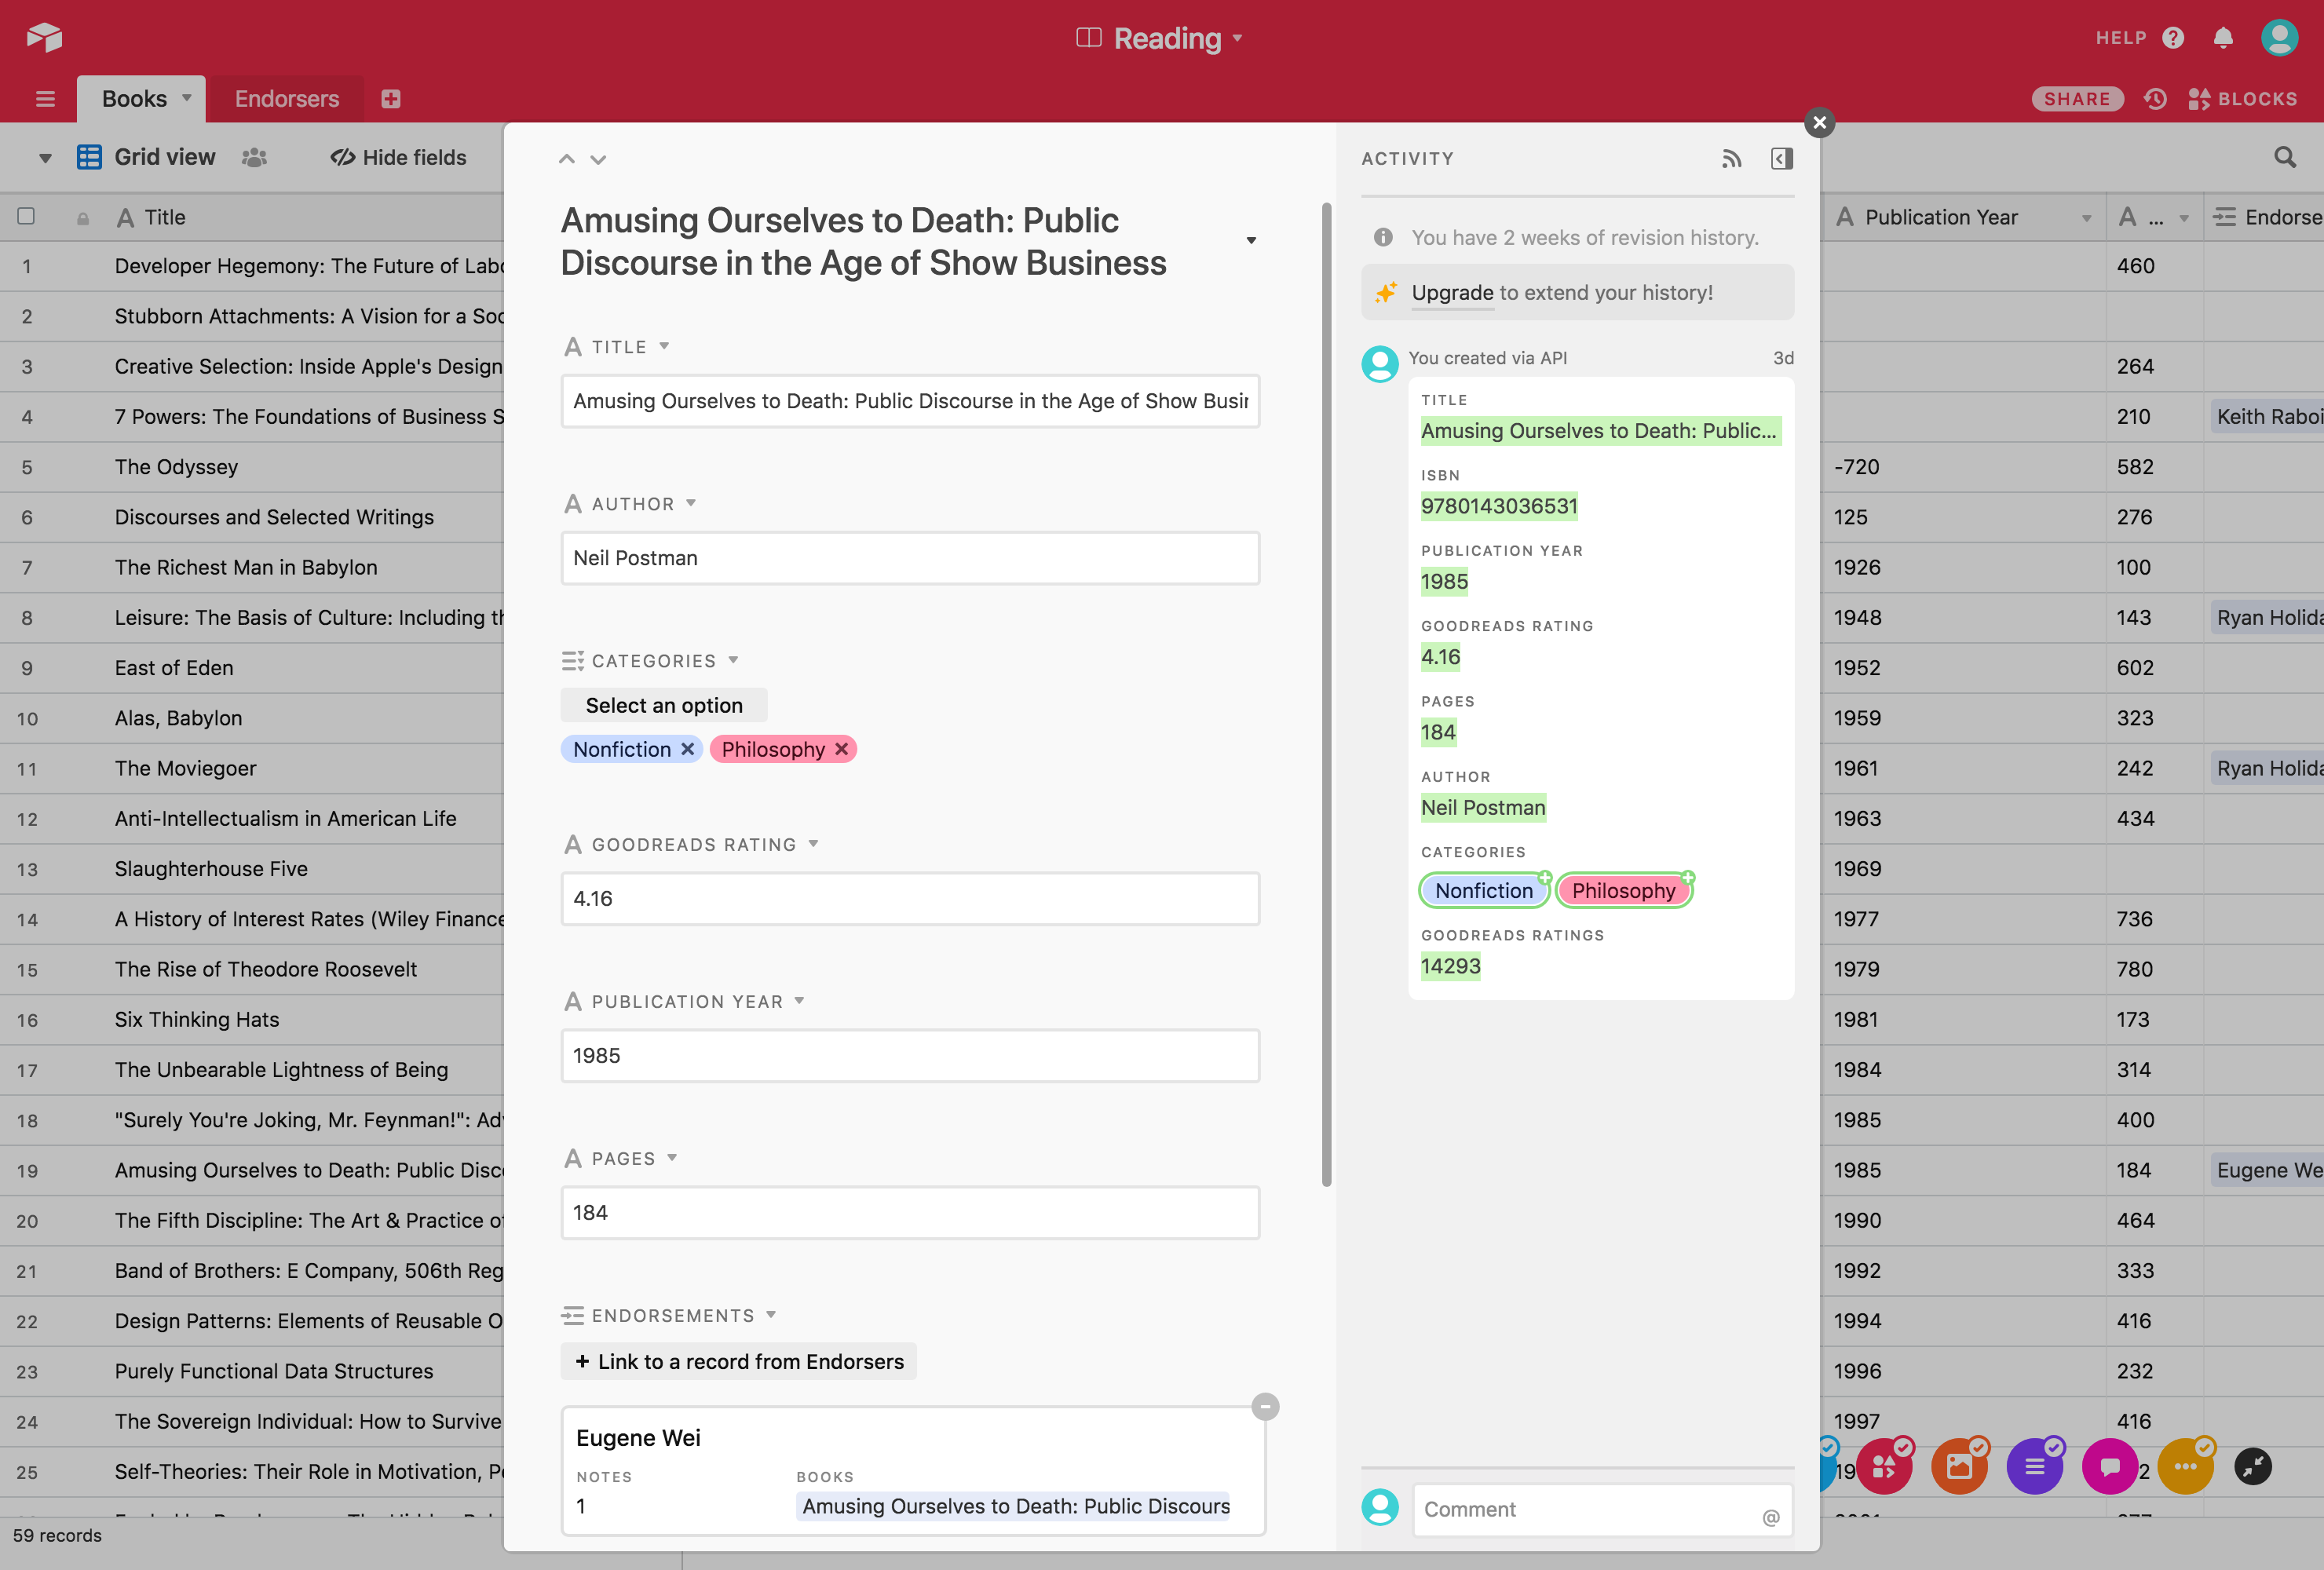 Reading
HELP
Books
Endorsers
SHARE
BLOCKS
Grid view
Hide fields
Title
1 Developer Hegemony: The Future of Labo
2 Stubborn Attachments: A Vision for a Soc
3 Creative Selection: Inside Apple's Design
4 7 Powers: The Foundations of Business S
5 The Odyssey
6 Discourses and Selected Writings
7 The Richest Man in Babylon
8 Leisure: The Basis of Culture: Including th
9 East of Eden
10 Alas, Babylon
11 The Moviegoer
12 Anti-Intellectualism in American Life
13 Slaughterhouse Five
14 A History of Interest Rates (Wiley Finance
15 The Rise of Theodore Roosevelt
16 Six Thinking Hats
17 The Unbearable Lightness of Being
18 "Surely You're Joking, Mr. Feynman!": Adv
19 Amusing Ourselves to Death: Public Disco
20 The Fifth Discipline: The Art & Practice of
21 Band of Brothers: E Company, 506th Reg
22 Design Patterns: Elements of Reusable O
23 Purely Functional Data Structures
24 The Sovereign Individual: How to Survive
25 Self-Theories: Their Role in Motivation, Pe
59 records
Amusing Ourselves to Death: Public
Discourse in the Age of Show Business
TITLE
Amusing Ourselves to Death: Public Discourse in the Age of Show Busin
AUTHOR
Neil Postman
CATEGORIES
Select an option
Nonfiction
Philosophy
GOODREADS RATING
4.16
PUBLICATION YEAR
1985
PAGES
184
ENDORSEMENTS
+ Link to a record from Endorsers
Eugene Wei
NOTES
BOOKS
1
Amusing Ourselves to Death: Public Discours
ACTIVITY
You have 2 weeks of revision history.
Upgrade to extend your history!
You created via API
3d
TITLE
Amusing Ourselves to Death: Public...
ISBN
9780143036531
PUBLICATION YEAR
1985
GOODREADS RATING
4.16
PAGES
184
AUTHOR
Neil Postman
CATEGORIES
Nonfiction
Philosophy
GOODREADS RATINGS
14293
Comment
@
Publication Year
...
Endorse
460
264
210 Keith Raboi
-720 582
125 276
1926 100
1948 143 Ryan Holida
1952 602
1959 323
1961 242 Ryan Holida
1963 434
1969
1977 736
1979 780
1981 173
1984 314
1985 400
1985 184 Eugene We
1990 464
1992 333
1994 416
1996 232
1997 416
19 2